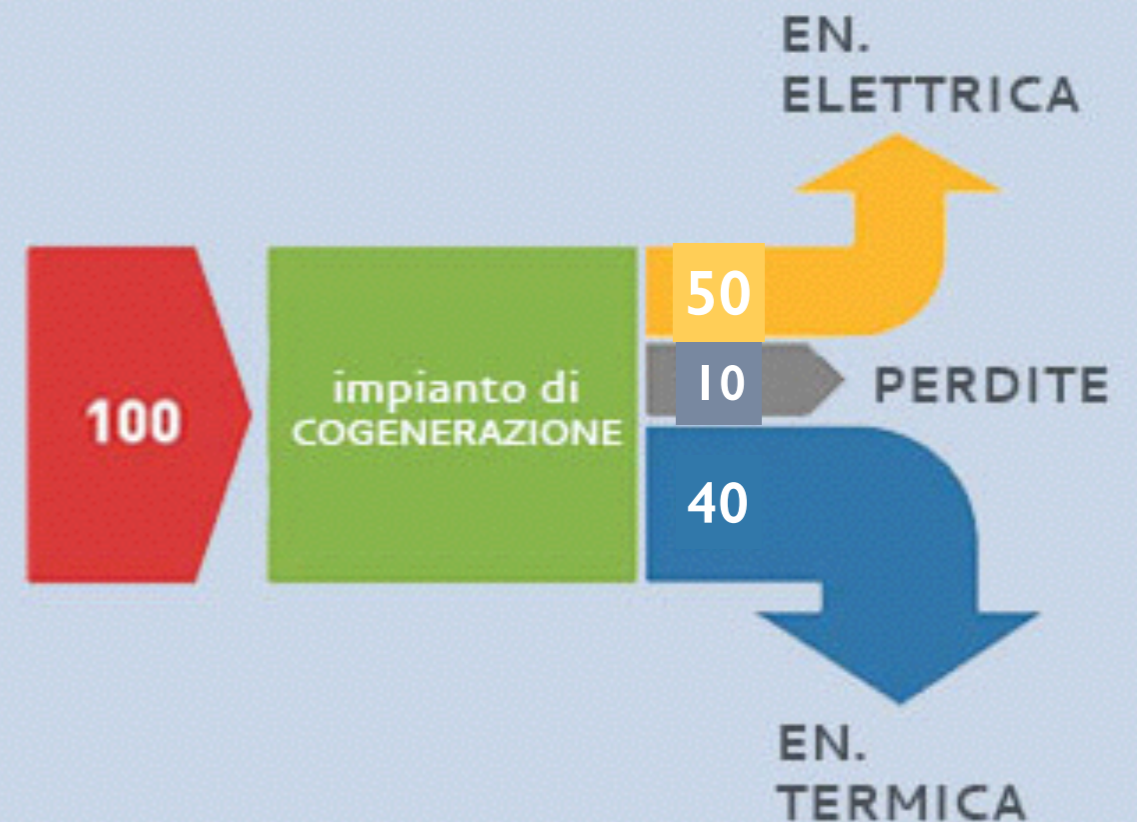 EN.
ELETTRICA
100
impianto di
COGENERAZIONE
50
10
PERDITE
40
EN.
TERMICA